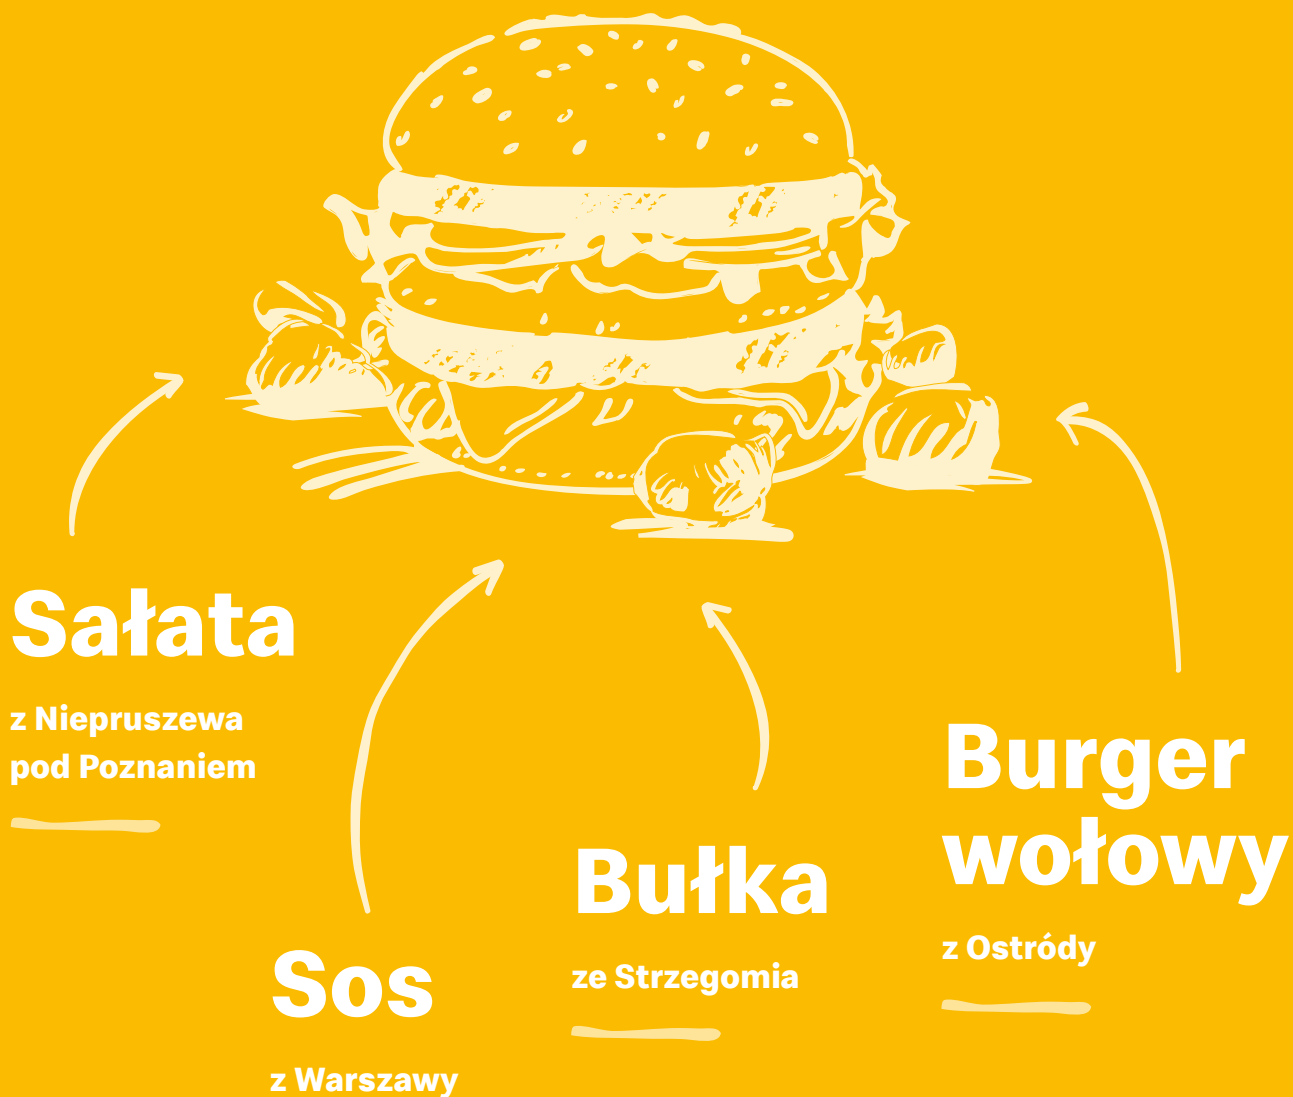 Sałata
z Niepruszewa
pod Poznaniem
Sos
z Warszawy
Bułka
ze Strzegomia
Burger
wołowy
z Ostródy